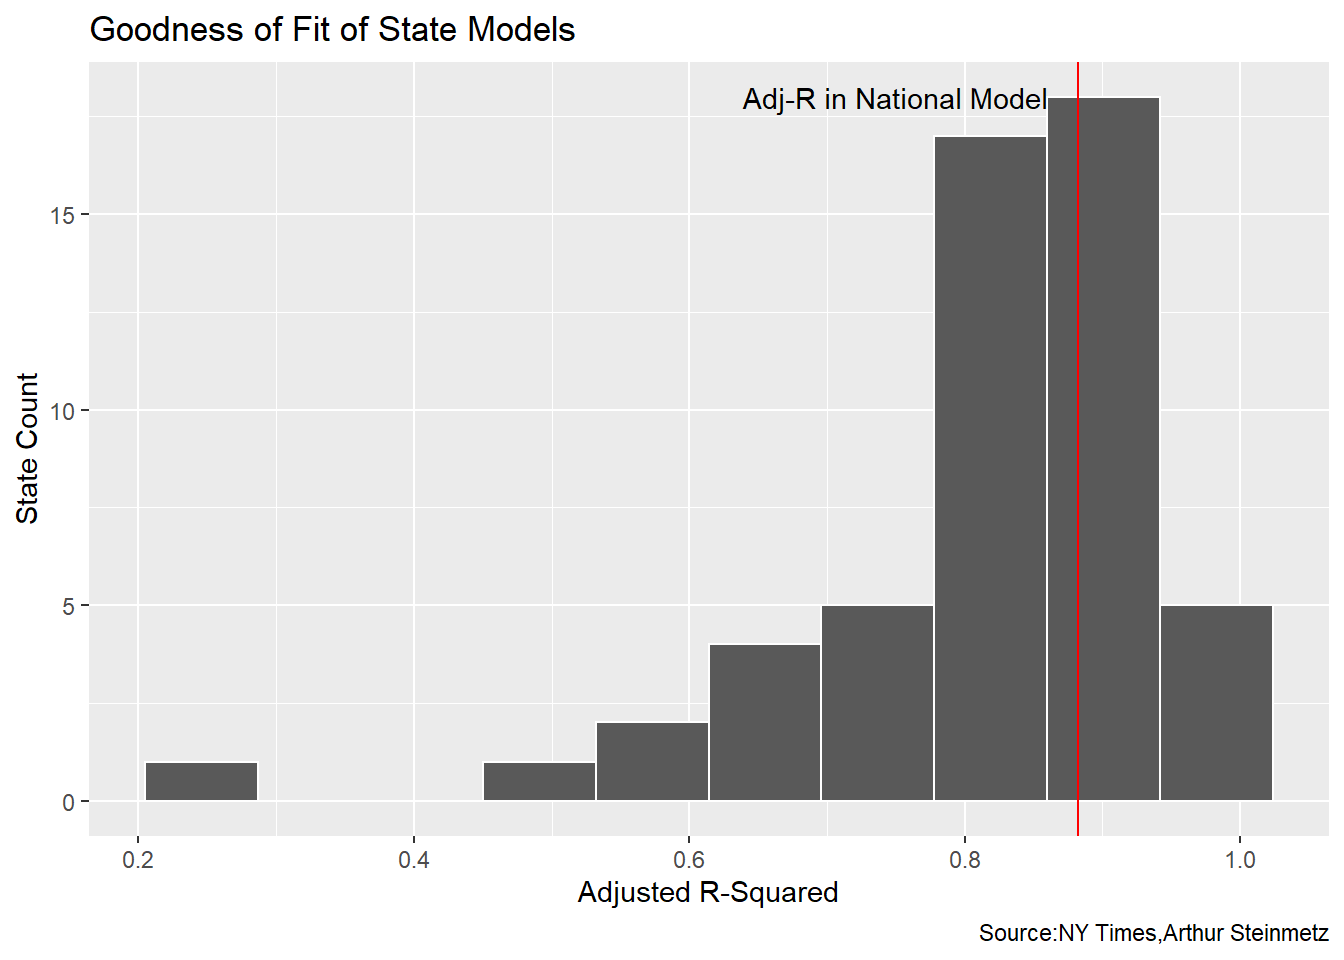 Goodness of Fit of State Models
Adj-R in National Model
15
10
5
0
State Count
0.2 0.4 0.6 0.8 1.0
Adjusted R-Squared
Source:NY Times,Arthur Steinmetz